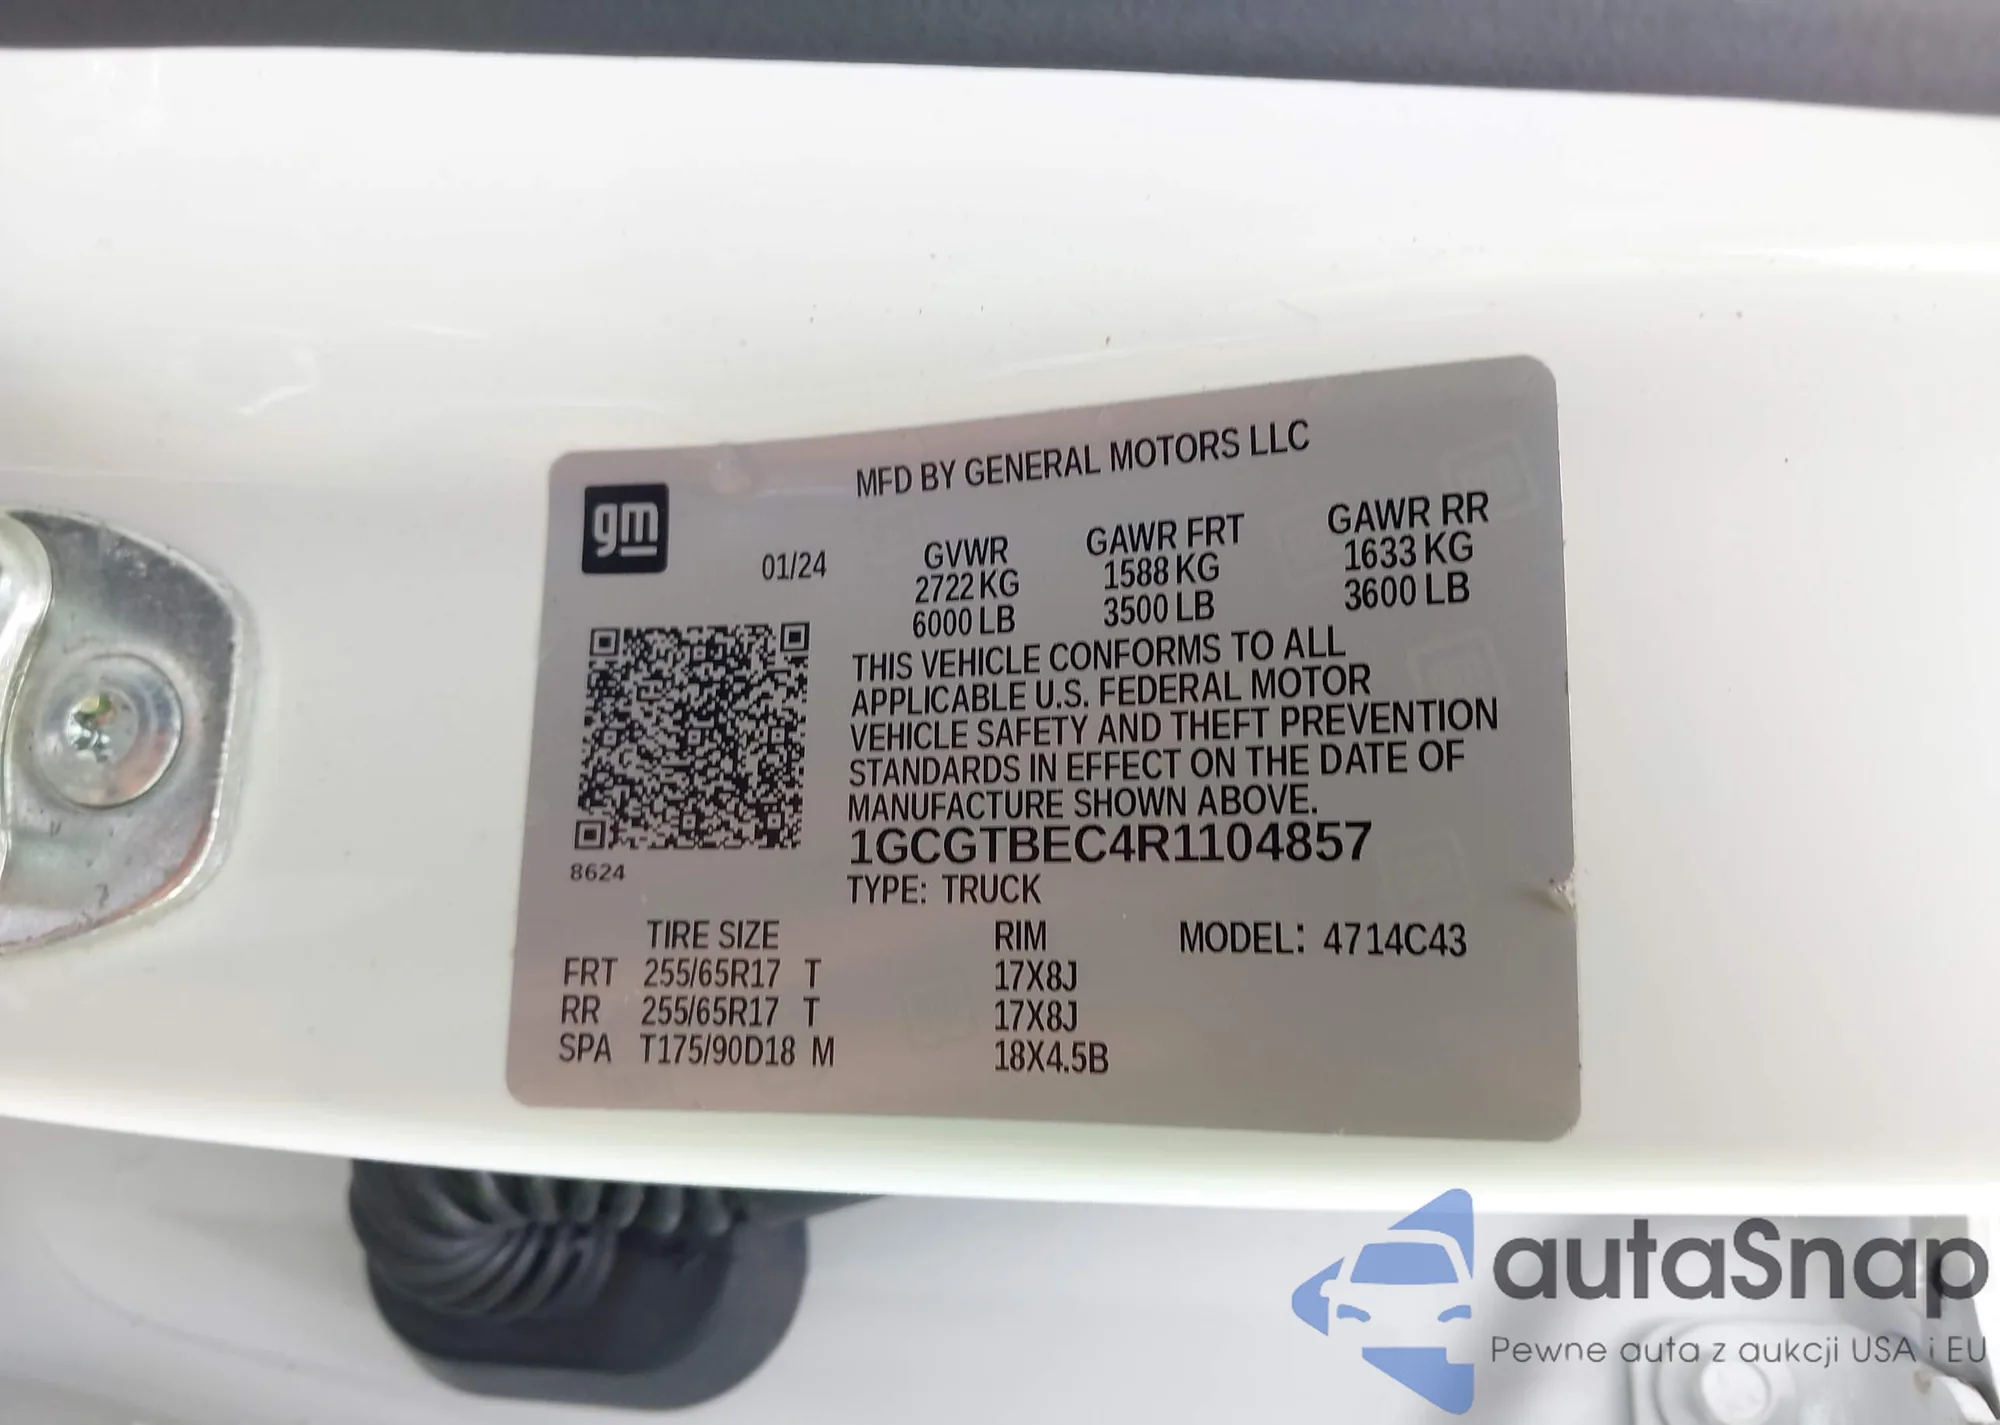 MFD BY GENERAL MOTORS LLC
gm
01/24
GVWR GAWR FRT GAWR RR
2722 KG 1588 KG 1633 KG
6000 LB 3500 LB 3600 LB
THIS VEHICLE CONFORMS TO ALL
APPLICABLE U.S. FEDERAL MOTOR
VEHICLE SAFETY AND THEFT PREVENTION
STANDARDS IN EFFECT ON THE DATE OF
MANUFACTURE SHOWN ABOVE.
1GCGTBEC4R1104857
8624
TYPE: TRUCK
TIRE SIZE RIM MODEL: 4714C43
FRT 255/65R17 T 17X8J
RR 255/65R17 T 17X8J
SPA T175/90D18 M 18X4.5B
autaSnap
Pewne auta z aukcji USA i EU